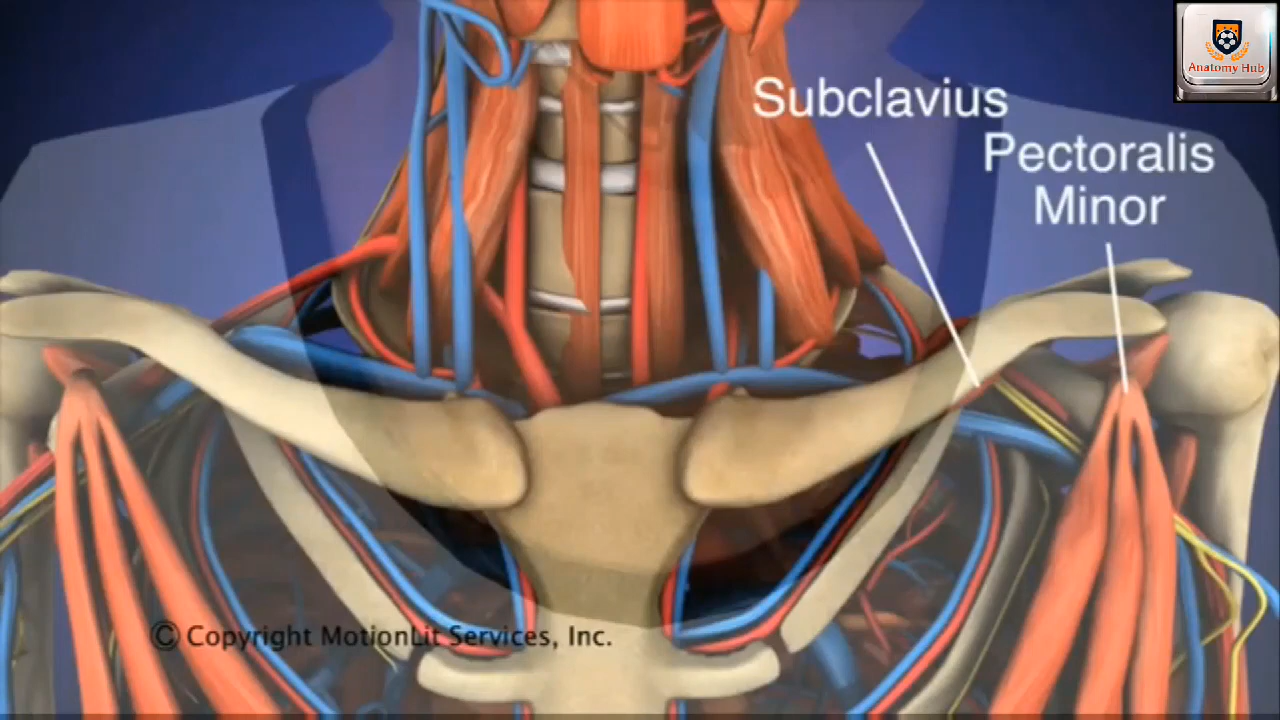 Anatomy Hub
Subclavius
Pectoralis
Minor
© Copyright MotionLit Services, Inc.